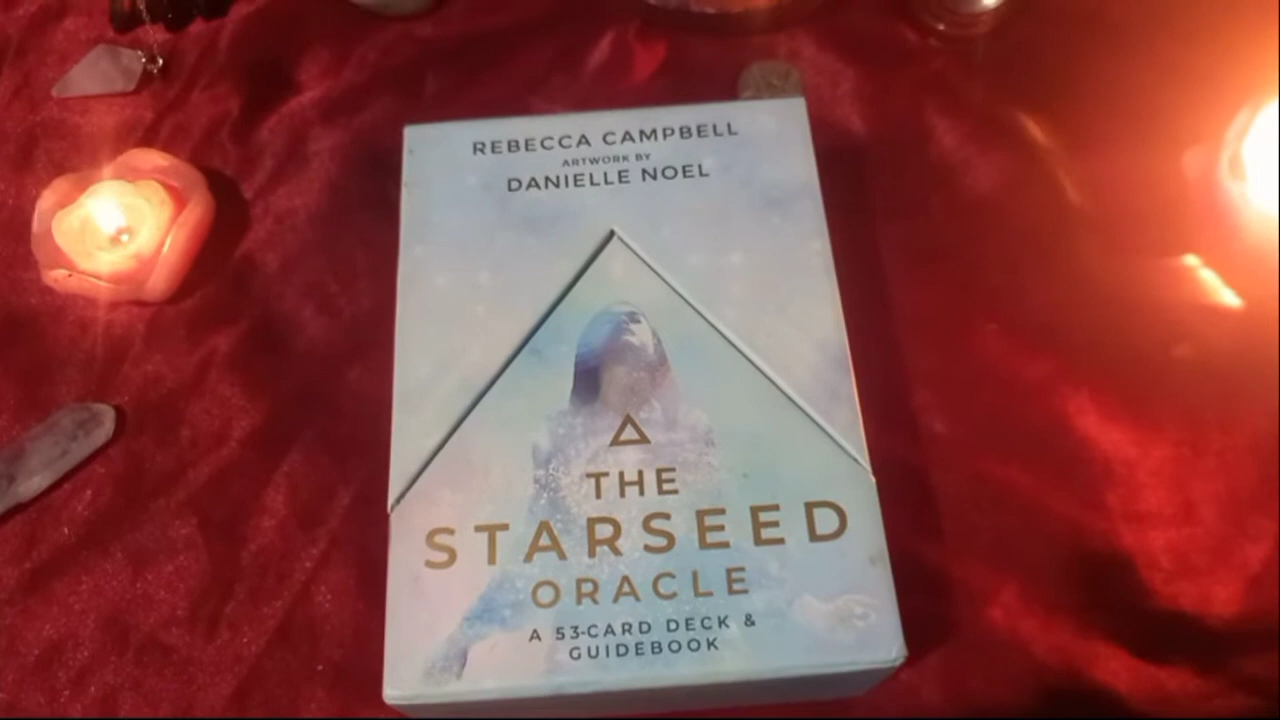 REBECCA CAMPBELL
ARTWORK BY
DANIELLE NOEL
THE
STARSEED
ORACLE
A 53-CARD DECK &
GUIDEBOOK